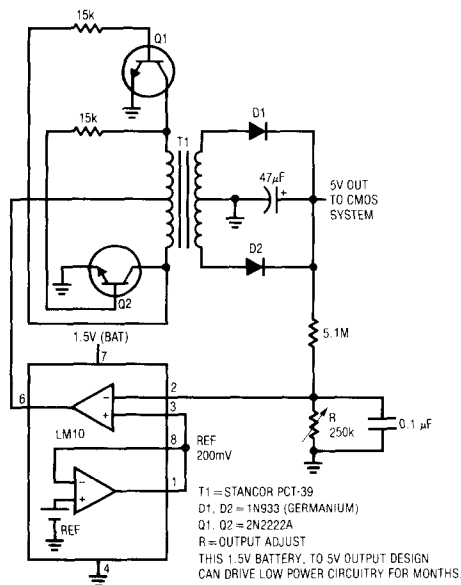 15k
Q1
15k
T1
D1
47µF
+
5V OUT
TO CMOS
SYSTEM
D2
Q2
5.1M
1.5V (BAT)
7
6
−
+
2
3
LM10
8
REF
200mV
−
+
1
REF
4
R
250k
0.1 µF
T1 = STANCOR PCT-39
D1, D2 = 1N933 (GERMANIUM)
Q1, Q2 = 2N2222A
R = OUTPUT ADJUST
THIS 1.5V BATTERY, TO 5V OUTPUT DESIGN
CAN DRIVE LOW POWER CIRCUITRY FOR MONTHS